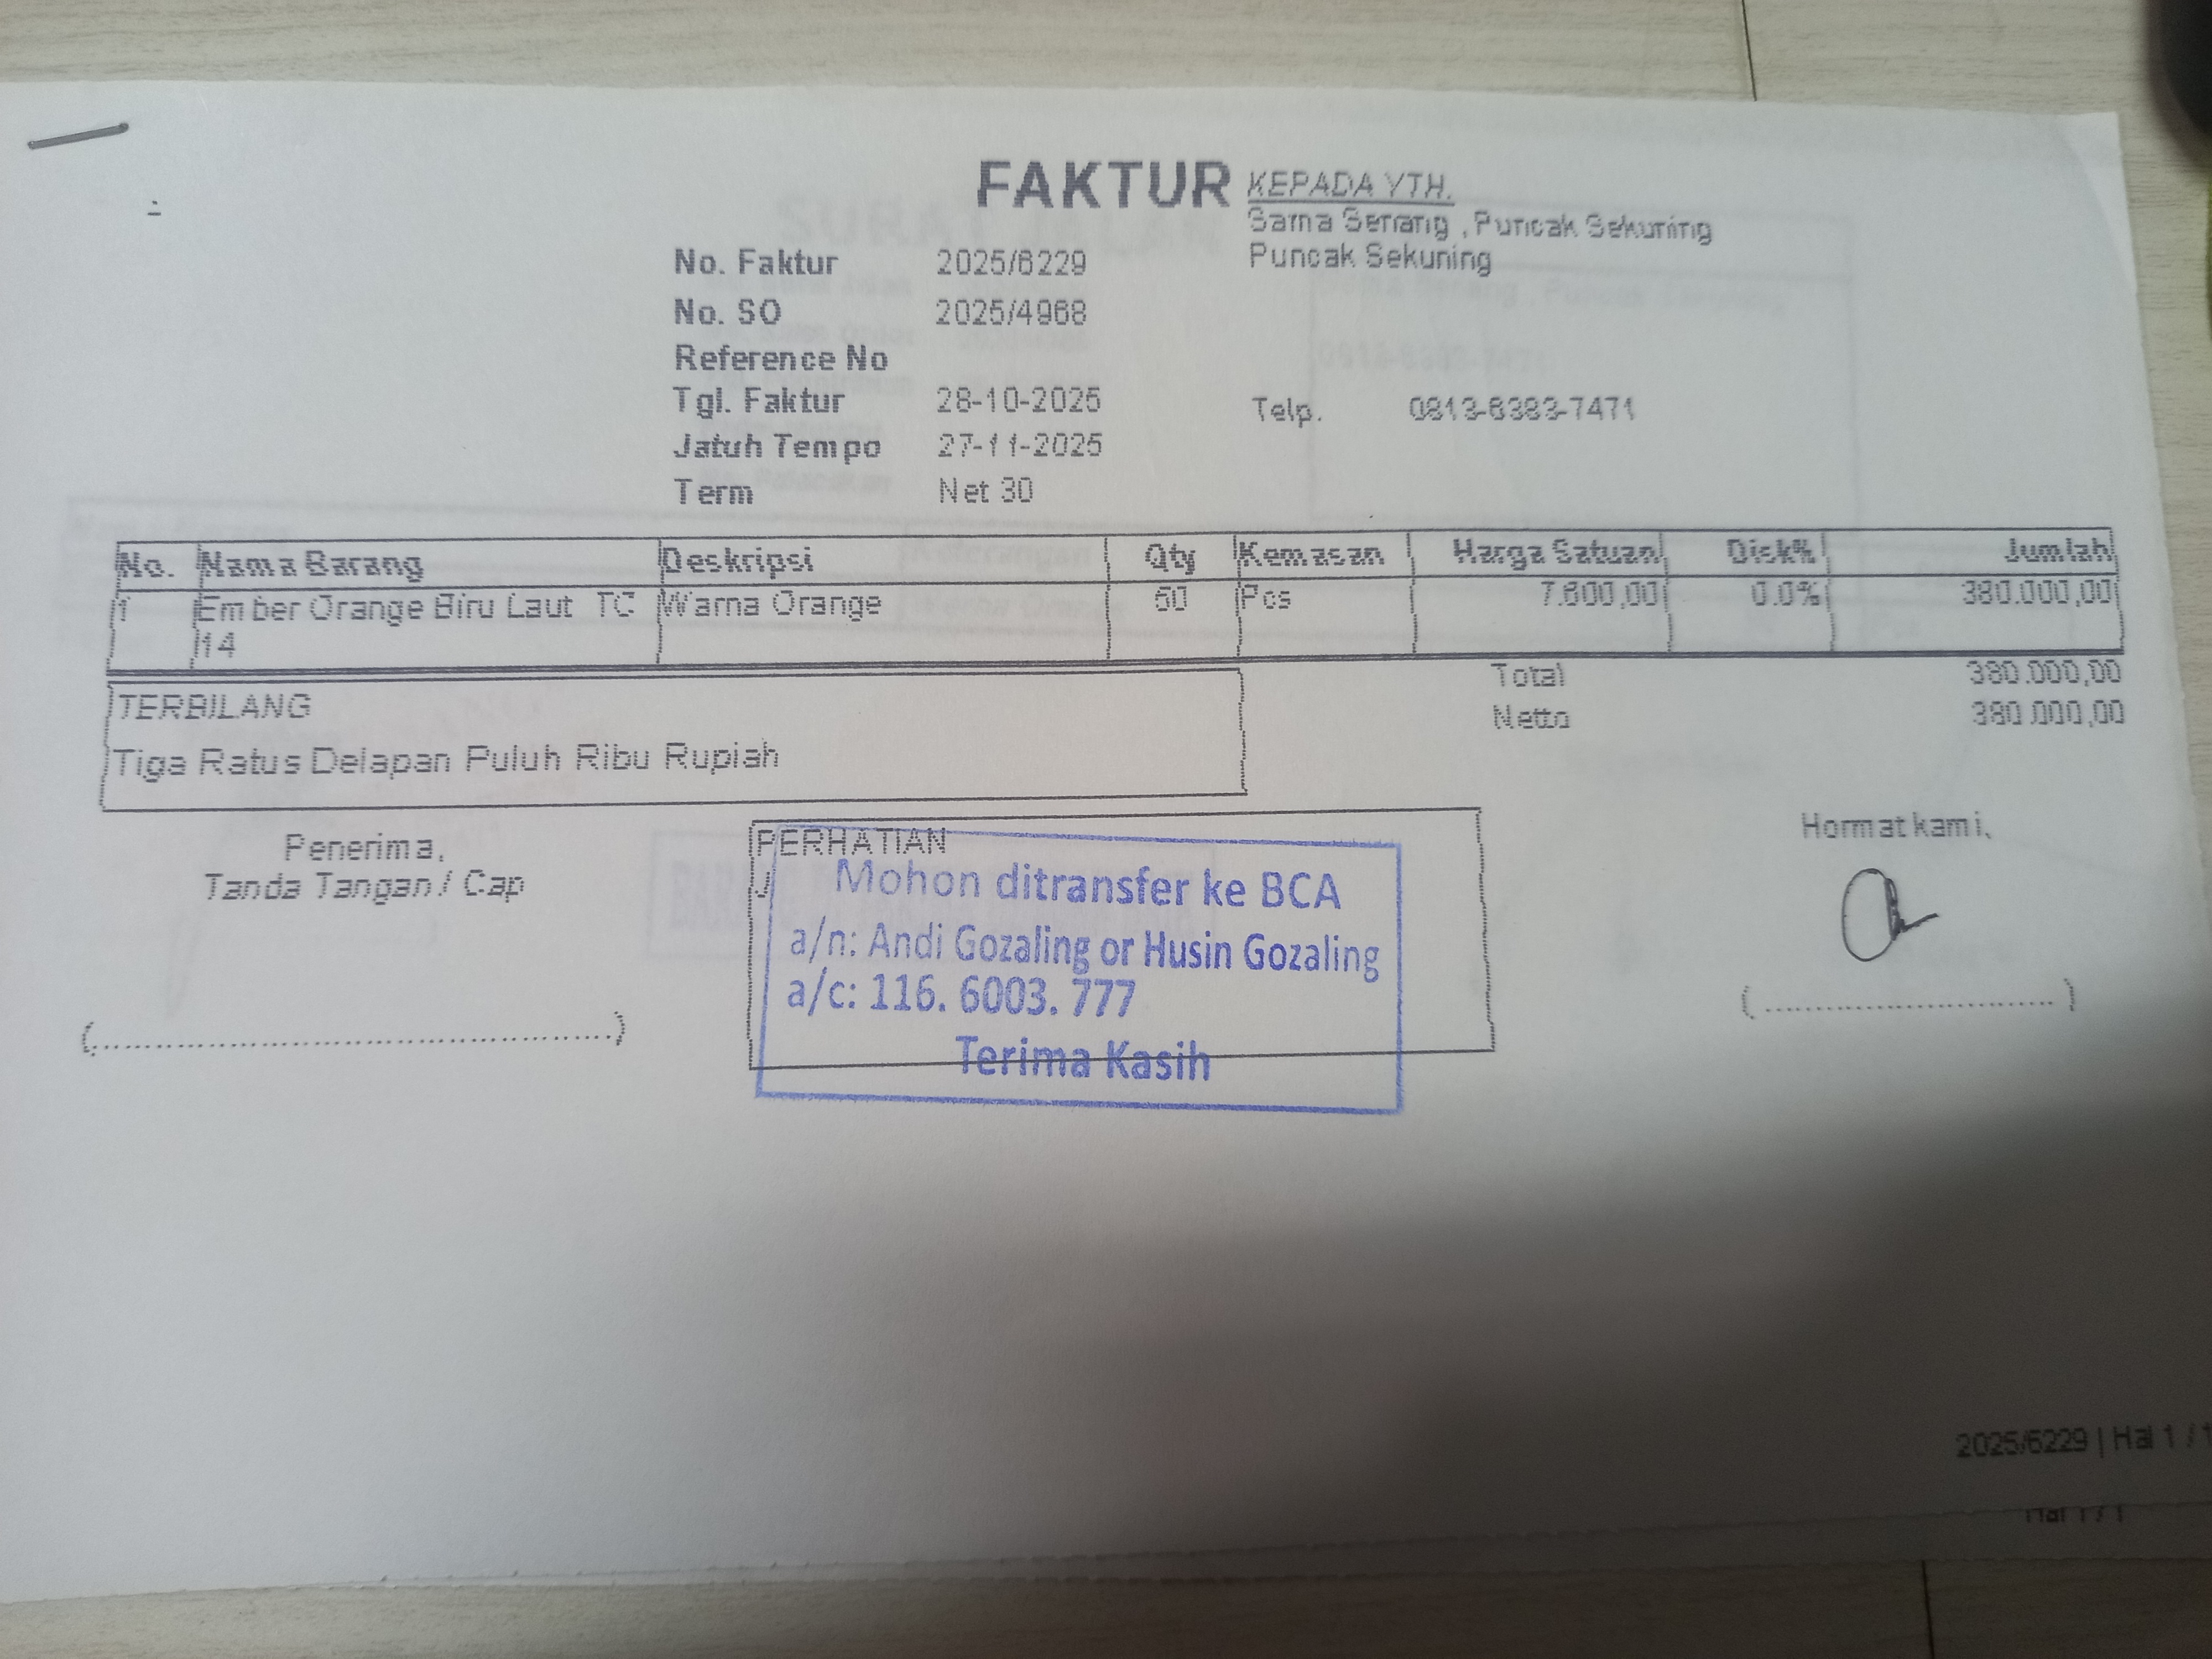 FAKTUR
KEPADA YTH.
Sama Senang , Puncak Sekuning
Puncak Sekuning
No. Faktur 2025/6229
No. SO 2025/4968
Reference No
Tgl. Faktur 28-10-2025
Telp. 0813-6383-7471
Jatuh Tempo 27-11-2025
Term Net 30
No. Nama Barang Deskripsi Qty Kemasan Harga Satuan Disk% Jumlah
1 Ember Orange Biru Laut TC Warna Orange 50 Pcs 7.600,00 0.0% 380.000,00
14
Total 380.000,00
Netto 380.000,00
TERBILANG
Tiga Ratus Delapan Puluh Ribu Rupiah
Penerima,
Tanda Tangan / Cap
(....................................................)
PERHATIAN
J
Mohon ditransfer ke BCA
a/n: Andi Gozaling or Husin Gozaling
a/c: 116. 6003. 777
Terima Kasih
Hormat kami,
(................................)
2025/6229 | Hal 1 / 1
Hal 1 / 1